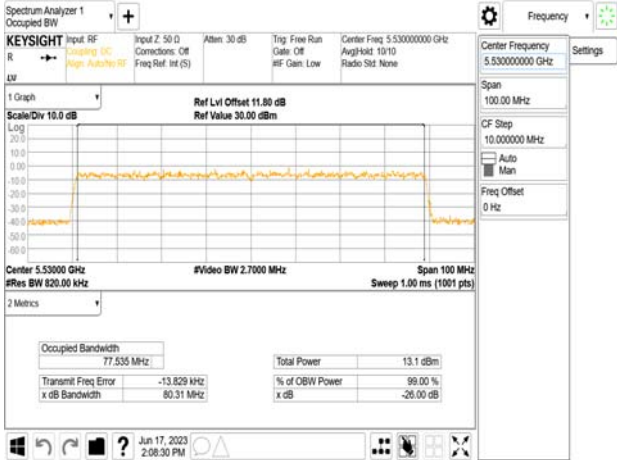 Spectrum Analyzer 1
Occupied BW
+
Frequency
KEYSIGHT
R
LU
Input: RF
Coupling: DC
Align: Auto/No RF
Input Z: 50 Ω
Corrections: Off
Freq Ref: Int (S)
Atten: 30 dB
Trig: Free Run
Gate: Off
#IF Gain: Low
Center Freq: 5.530000000 GHz
Avg|Hold: 10/10
Radio Std: None
Center Frequency
5.530000000 GHz
Settings
Span
100.00 MHz
CF Step
10.000000 MHz
Auto
Man
Freq Offset
0 Hz
1 Graph
Scale/Div 10.0 dB
Ref Lvl Offset 11.80 dB
Ref Value 30.00 dBm
Log
20.0
10.0
0.00
-10.0
-20.0
-30.0
-40.0
-50.0
-60.0
Center 5.53000 GHz
#Video BW 2.7000 MHz
Span 100 MHz
#Res BW 820.00 kHz
Sweep 1.00 ms (1001 pts)
2 Metrics
Occupied Bandwidth
77.535 MHz
Total Power 13.1 dBm
Transmit Freq Error -13.829 kHz
% of OBW Power 99.00 %
x dB Bandwidth 80.31 MHz
x dB -26.00 dB
?
Jun 17, 2023
2:08:30 PM